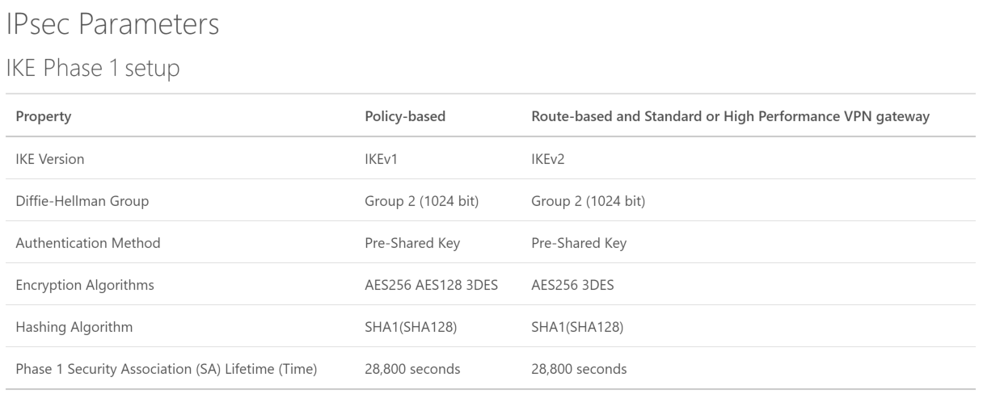 IPsec Parameters
IKE Phase 1 setup
Property Policy-based Route-based and Standard or High Performance VPN gateway
IKE Version IKEv1 IKEv2
Diffie-Hellman Group Group 2 (1024 bit) Group 2 (1024 bit)
Authentication Method Pre-Shared Key Pre-Shared Key
Encryption Algorithms AES256 AES128 3DES AES256 3DES
Hashing Algorithm SHA1(SHA128) SHA1(SHA128)
Phase 1 Security Association (SA) Lifetime (Time) 28,800 seconds 28,800 seconds